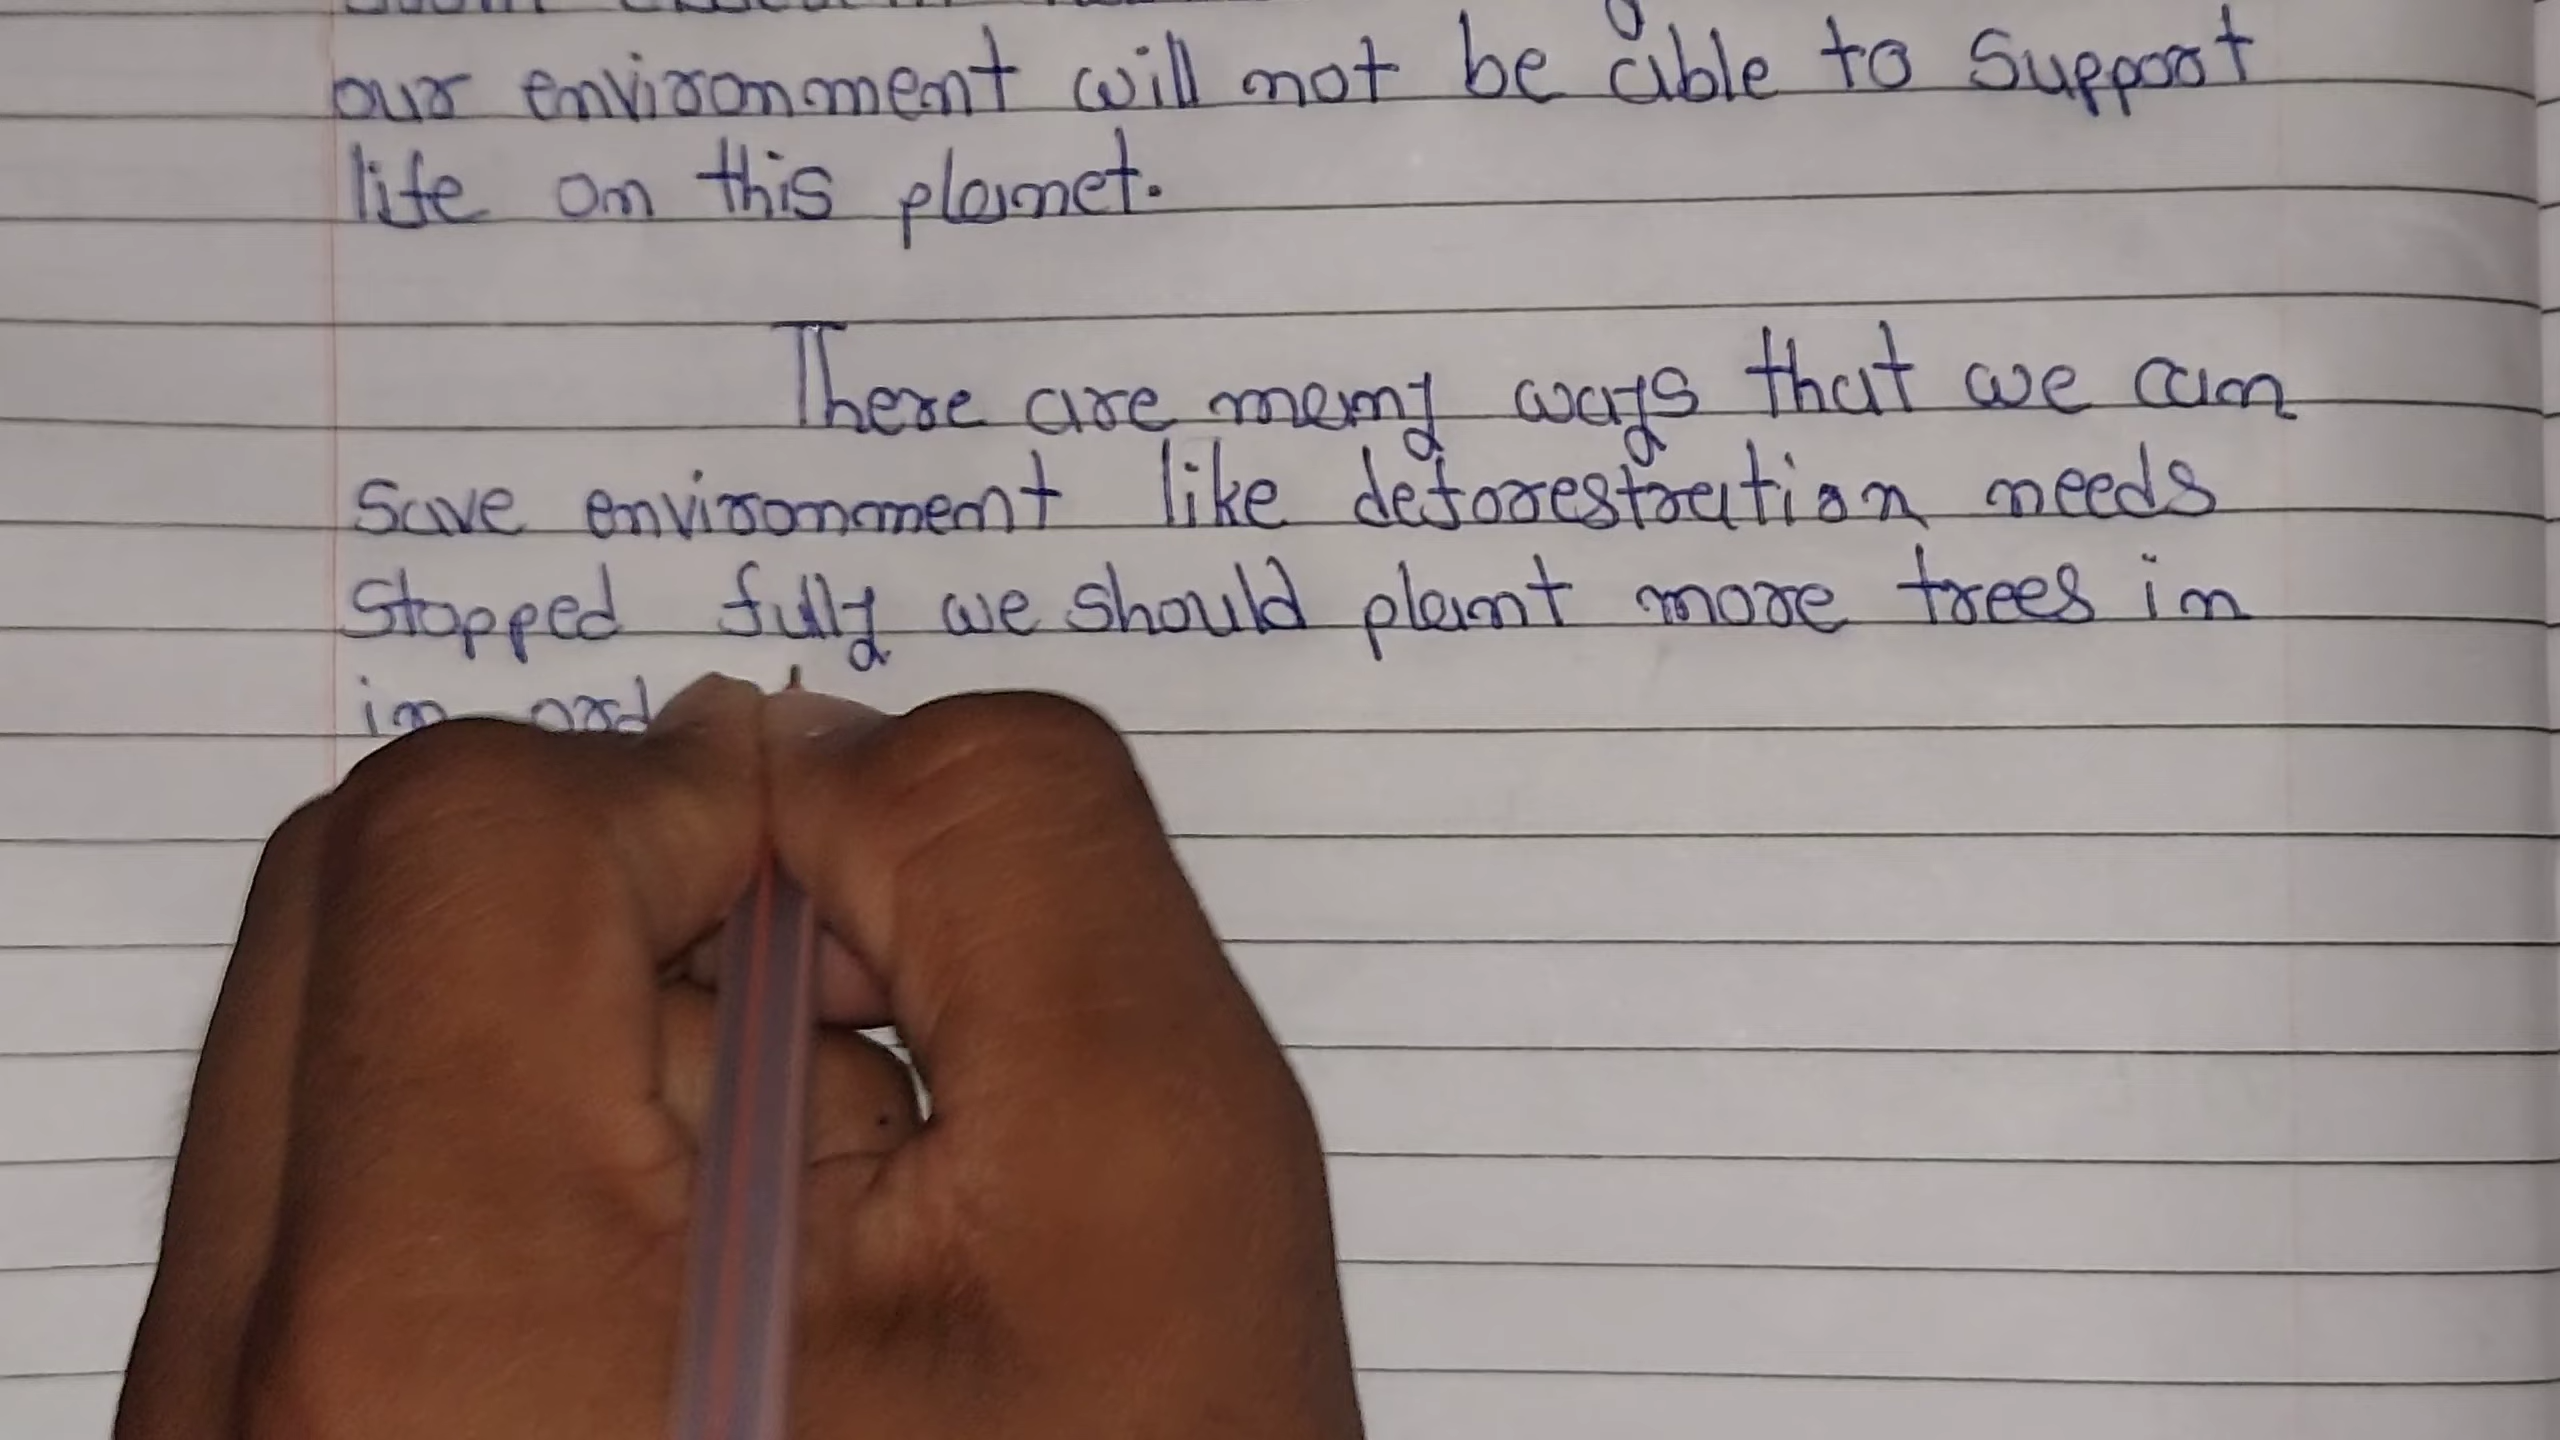 our environment will not be able to support
life on this planet.
There are many ways that we can
save environment like deforestration needs
stopped fully we should plant more trees in
in